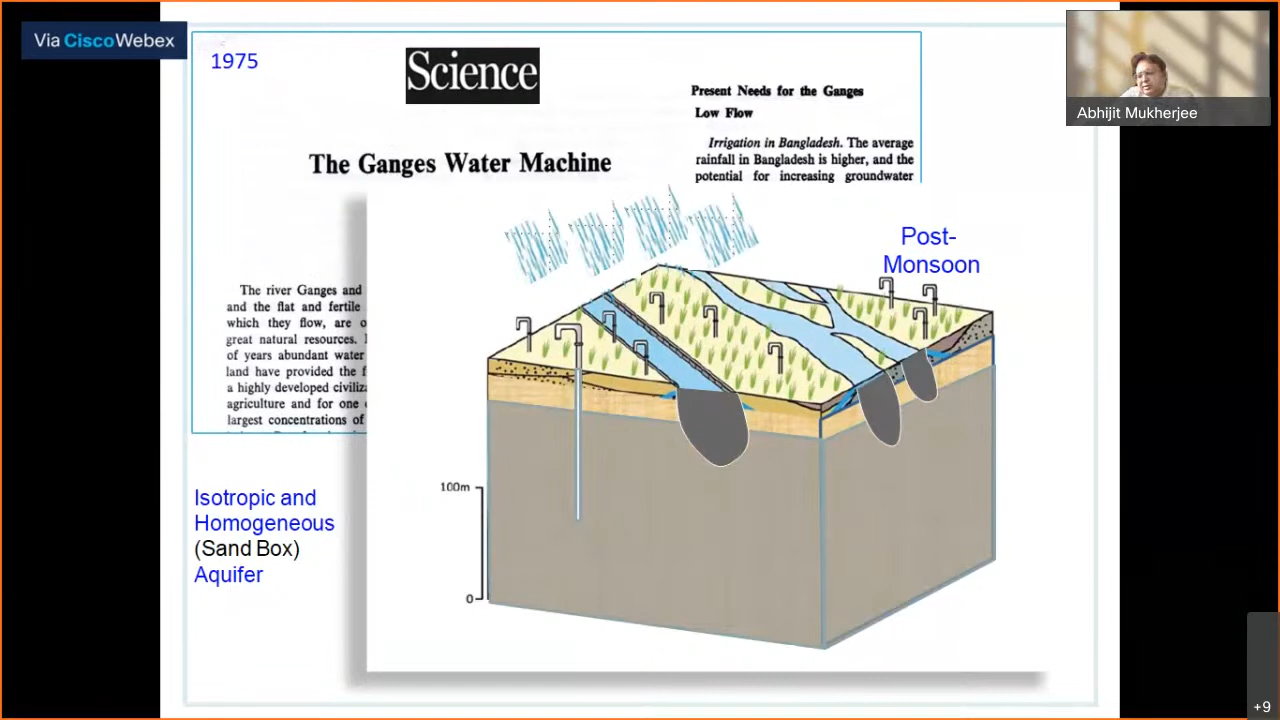 Via Cisco Webex
1975
Science
The Ganges Water Machine
Present Needs for the Ganges
Low Flow
Irrigation in Bangladesh. The average
rainfall in Bangladesh is higher, and the
potential for increasing groundwater
The river Ganges and
and the flat and fertile
which they flow, are
great natural resources.
of years abundant water
land have provided the
a highly developed
agriculture and for one
largest concentrations of
Post-
Monsoon
100m
0
Isotropic and
Homogeneous
(Sand Box)
Aquifer
Abhijit Mukherjee
+9